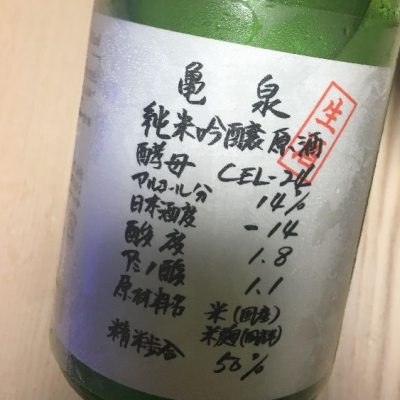 亀泉
純米吟醸原酒
生酒
酵母 CEL-24
アルコール分 14%
日本酒度 -14
酸度 1.8
アミノ酸 1.1
原材料名 米(国産)
米麹(国産米)
精米歩合 50%